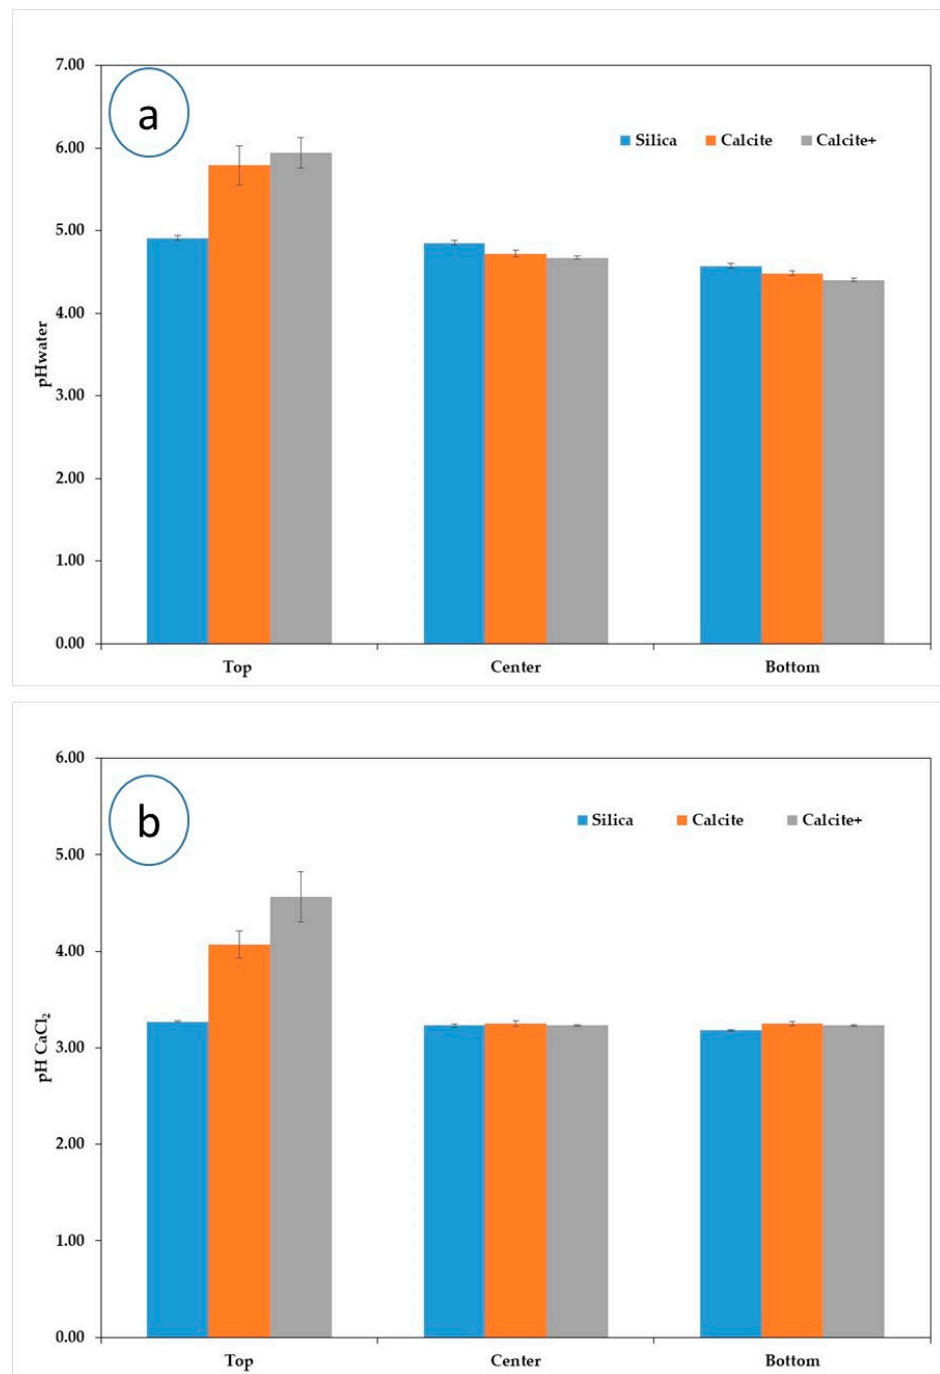 a
7.00
6.00
5.00
4.00
3.00
2.00
1.00
0.00
pHwater
Silica Calcite Calcite+
Top Center Bottom
b
6.00
5.00
4.00
3.00
2.00
1.00
0.00
pH CaCl₂
Silica Calcite Calcite+
Top Center Bottom